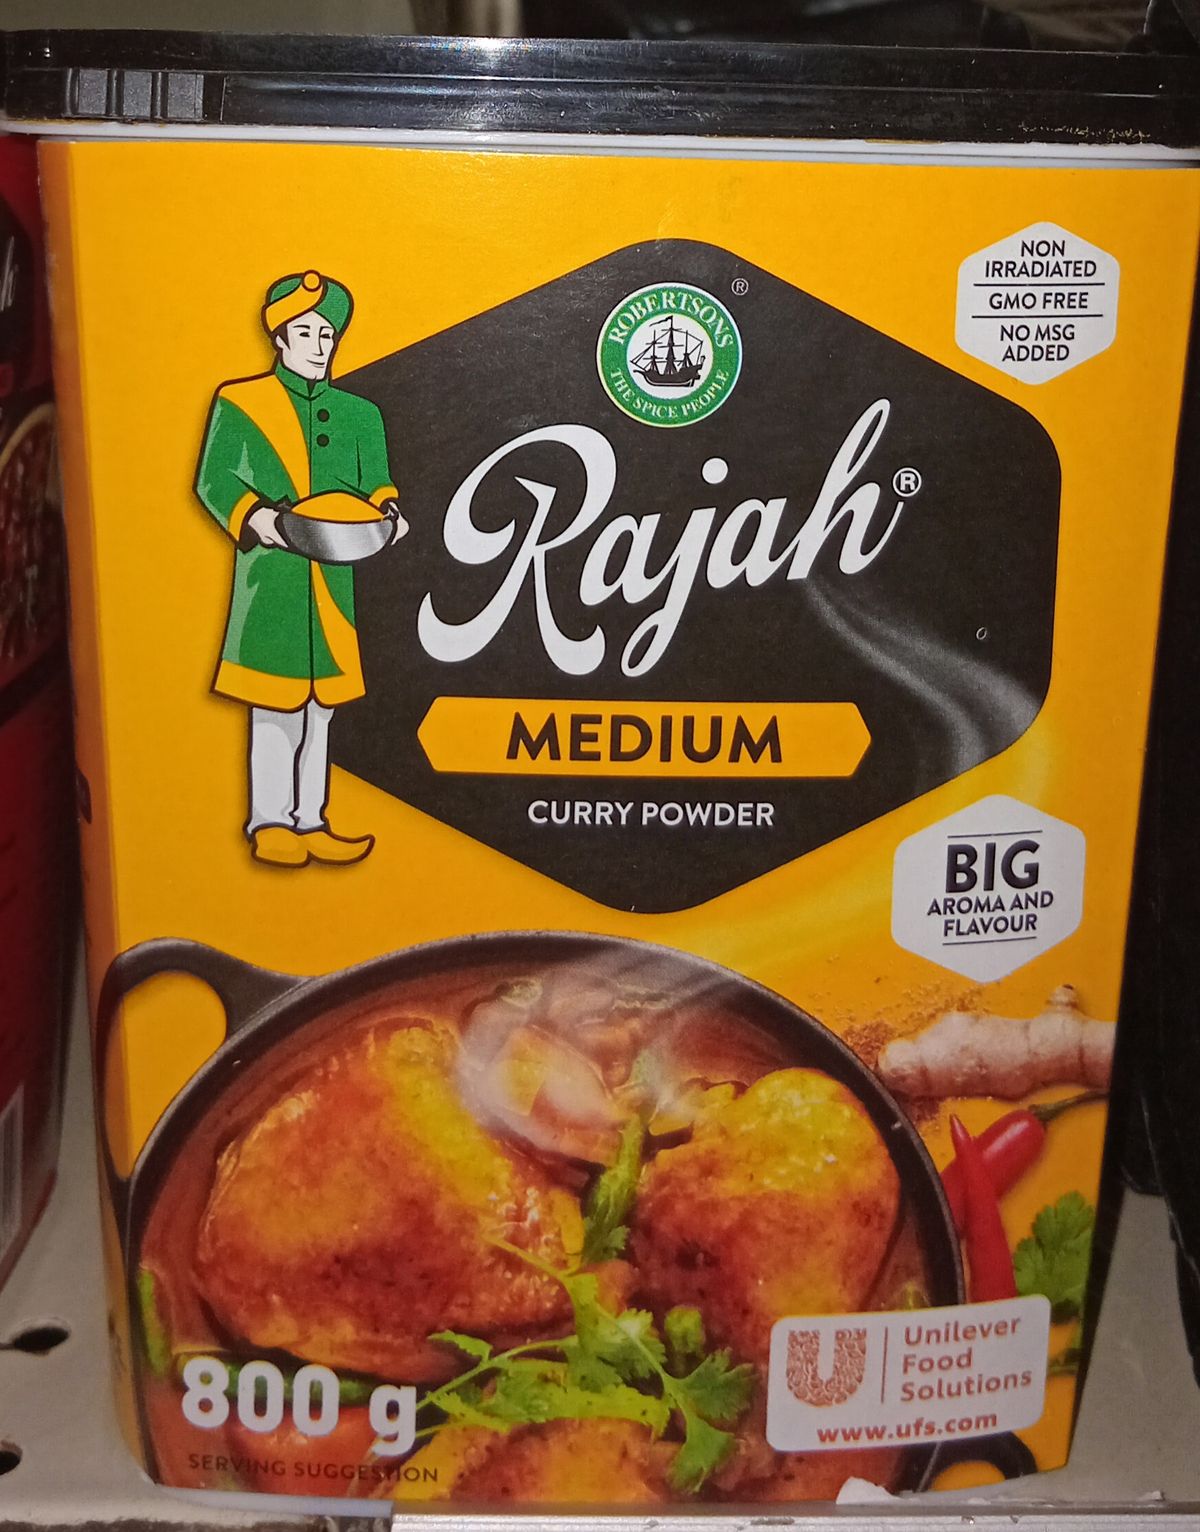 ROBERTSONS
®
THE SPICE PEOPLE
NON
IRRADIATED
GMO FREE
NO MSG
ADDED
Rajah®
MEDIUM
CURRY POWDER
BIG
AROMA AND
FLAVOUR
800 g
SERVING SUGGESTION
Unilever
Food
Solutions
www.ufs.com